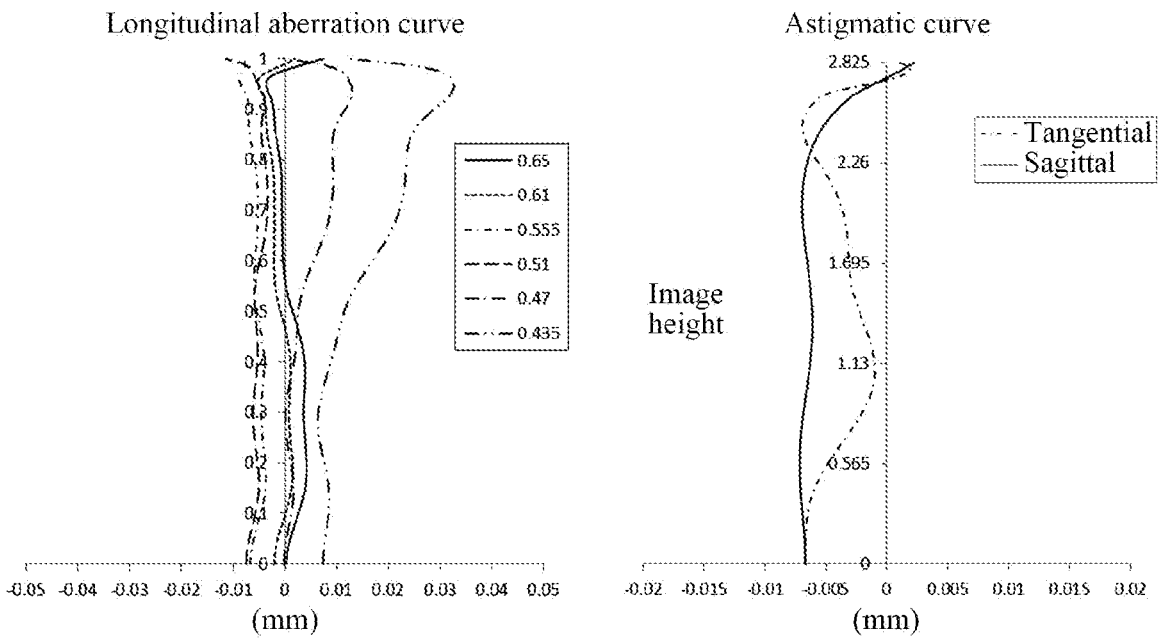 Longitudinal aberration curve
1
0.9
0.8
0.7
0.6
0.5
0.4
0.3
0.2
0.1
0
-0.05 -0.04 -0.03 -0.02 -0.01 0 0.01 0.02 0.03 0.04 0.05
(mm)
0.65
0.61
0.555
0.51
0.47
0.435
Astigmatic curve
2.825
2.26
1.695
1.13
0.565
0
Image
height
-0.02 -0.015 -0.01 -0.005 0 0.005 0.01 0.015 0.02
(mm)
Tangential
Sagittal